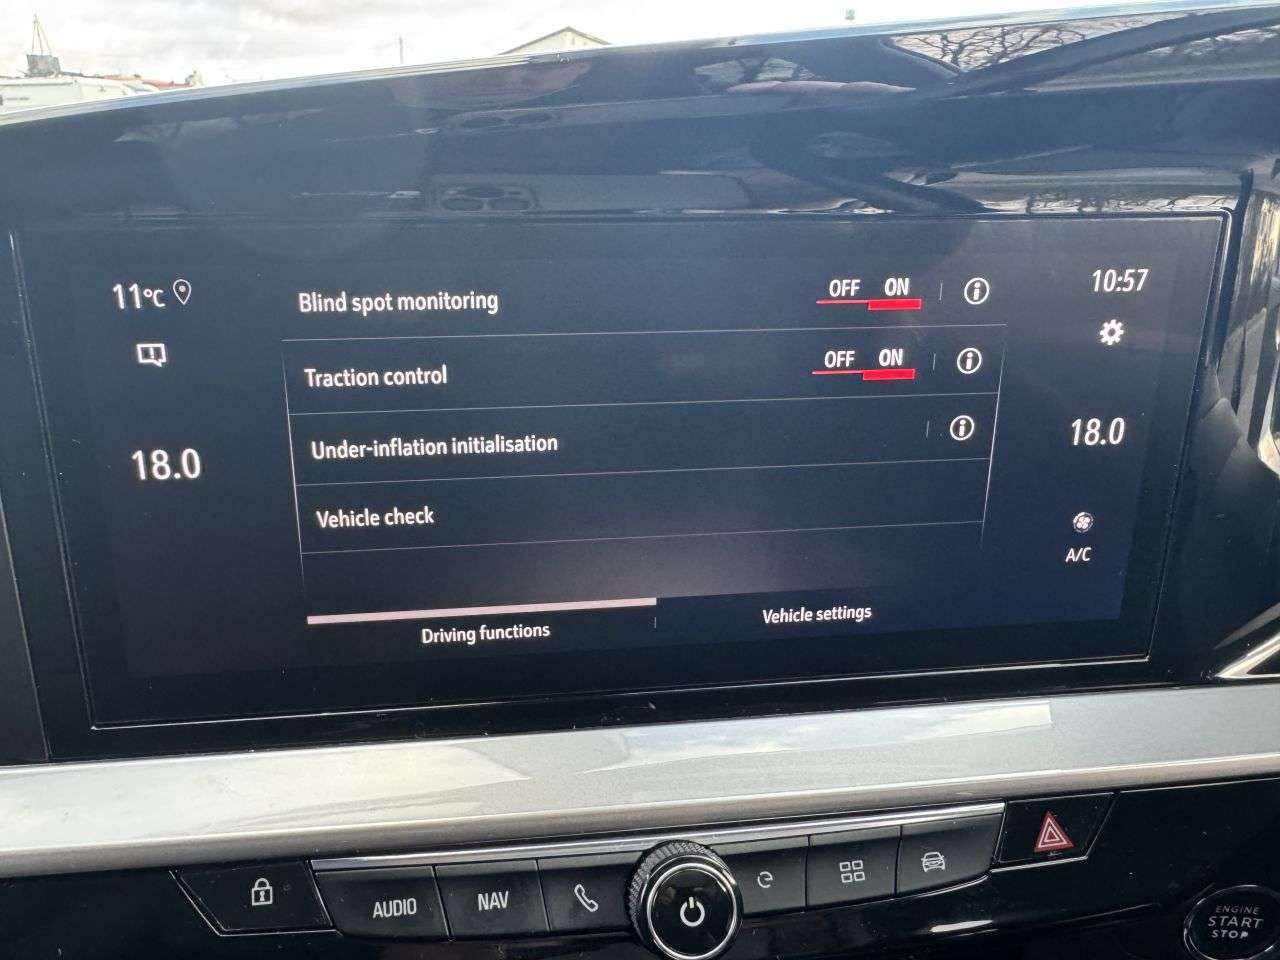 11°C
10:57
Blind spot monitoring OFF ON
Traction control OFF ON
Under-inflation initialisation
Vehicle check
18.0
18.0
A/C
Driving functions
Vehicle settings
AUDIO
NAV
ENGINE
START
STOP